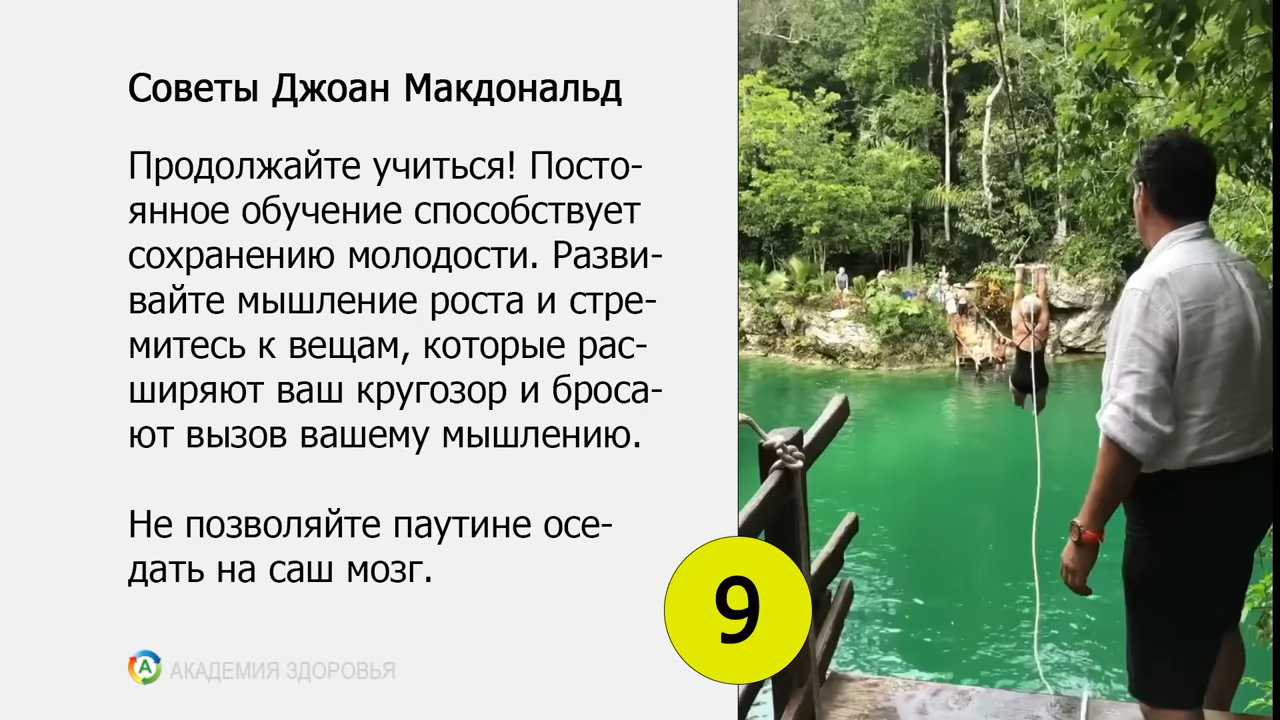 Советы Джоан Макдональд
Продолжайте учиться! Посто-
янное обучение способствует
сохранению молодости. Разви-
вайте мышление роста и стре-
митесь к вещам, которые рас-
ширяют ваш кругозор и броса-
ют вызов вашему мышлению.
Не позволяйте паутине осе-
дать на саш мозг.
9
А АКАДЕМИЯ ЗДОРОВЬЯ